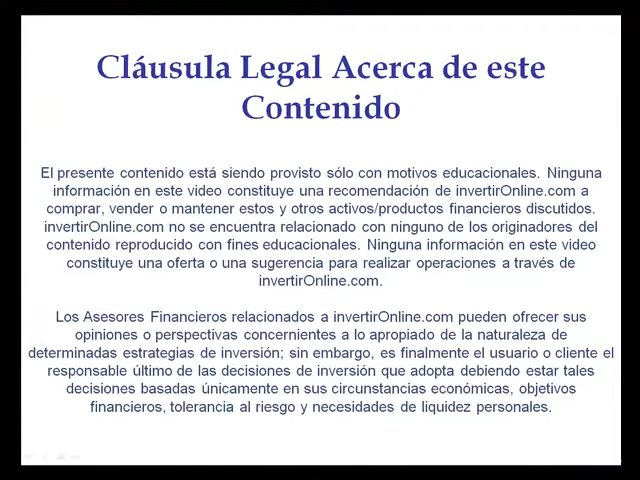 Cláusula Legal Acerca de este
Contenido
El presente contenido está siendo provisto sólo con motivos educacionales. Ninguna
información en este video constituye una recomendación de invertirOnline.com a
comprar, vender o mantener estos y otros activos/productos financieros discutidos.
invertirOnline.com no se encuentra relacionado con ninguno de los originadores del
contenido reproducido con fines educacionales. Ninguna información en este video
constituye una oferta o una sugerencia para realizar operaciones a través de
invertirOnline.com.
Los Asesores Financieros relacionados a invertirOnline.com pueden ofrecer sus
opiniones o perspectivas concernientes a lo apropiado de la naturaleza de
determinadas estrategias de inversión; sin embargo, es finalmente el usuario o cliente el
responsable último de las decisiones de inversión que adopta debiendo estar tales
decisiones basadas únicamente en sus circunstancias económicas, objetivos
financieros, tolerancia al riesgo y necesidades de liquidez personales.